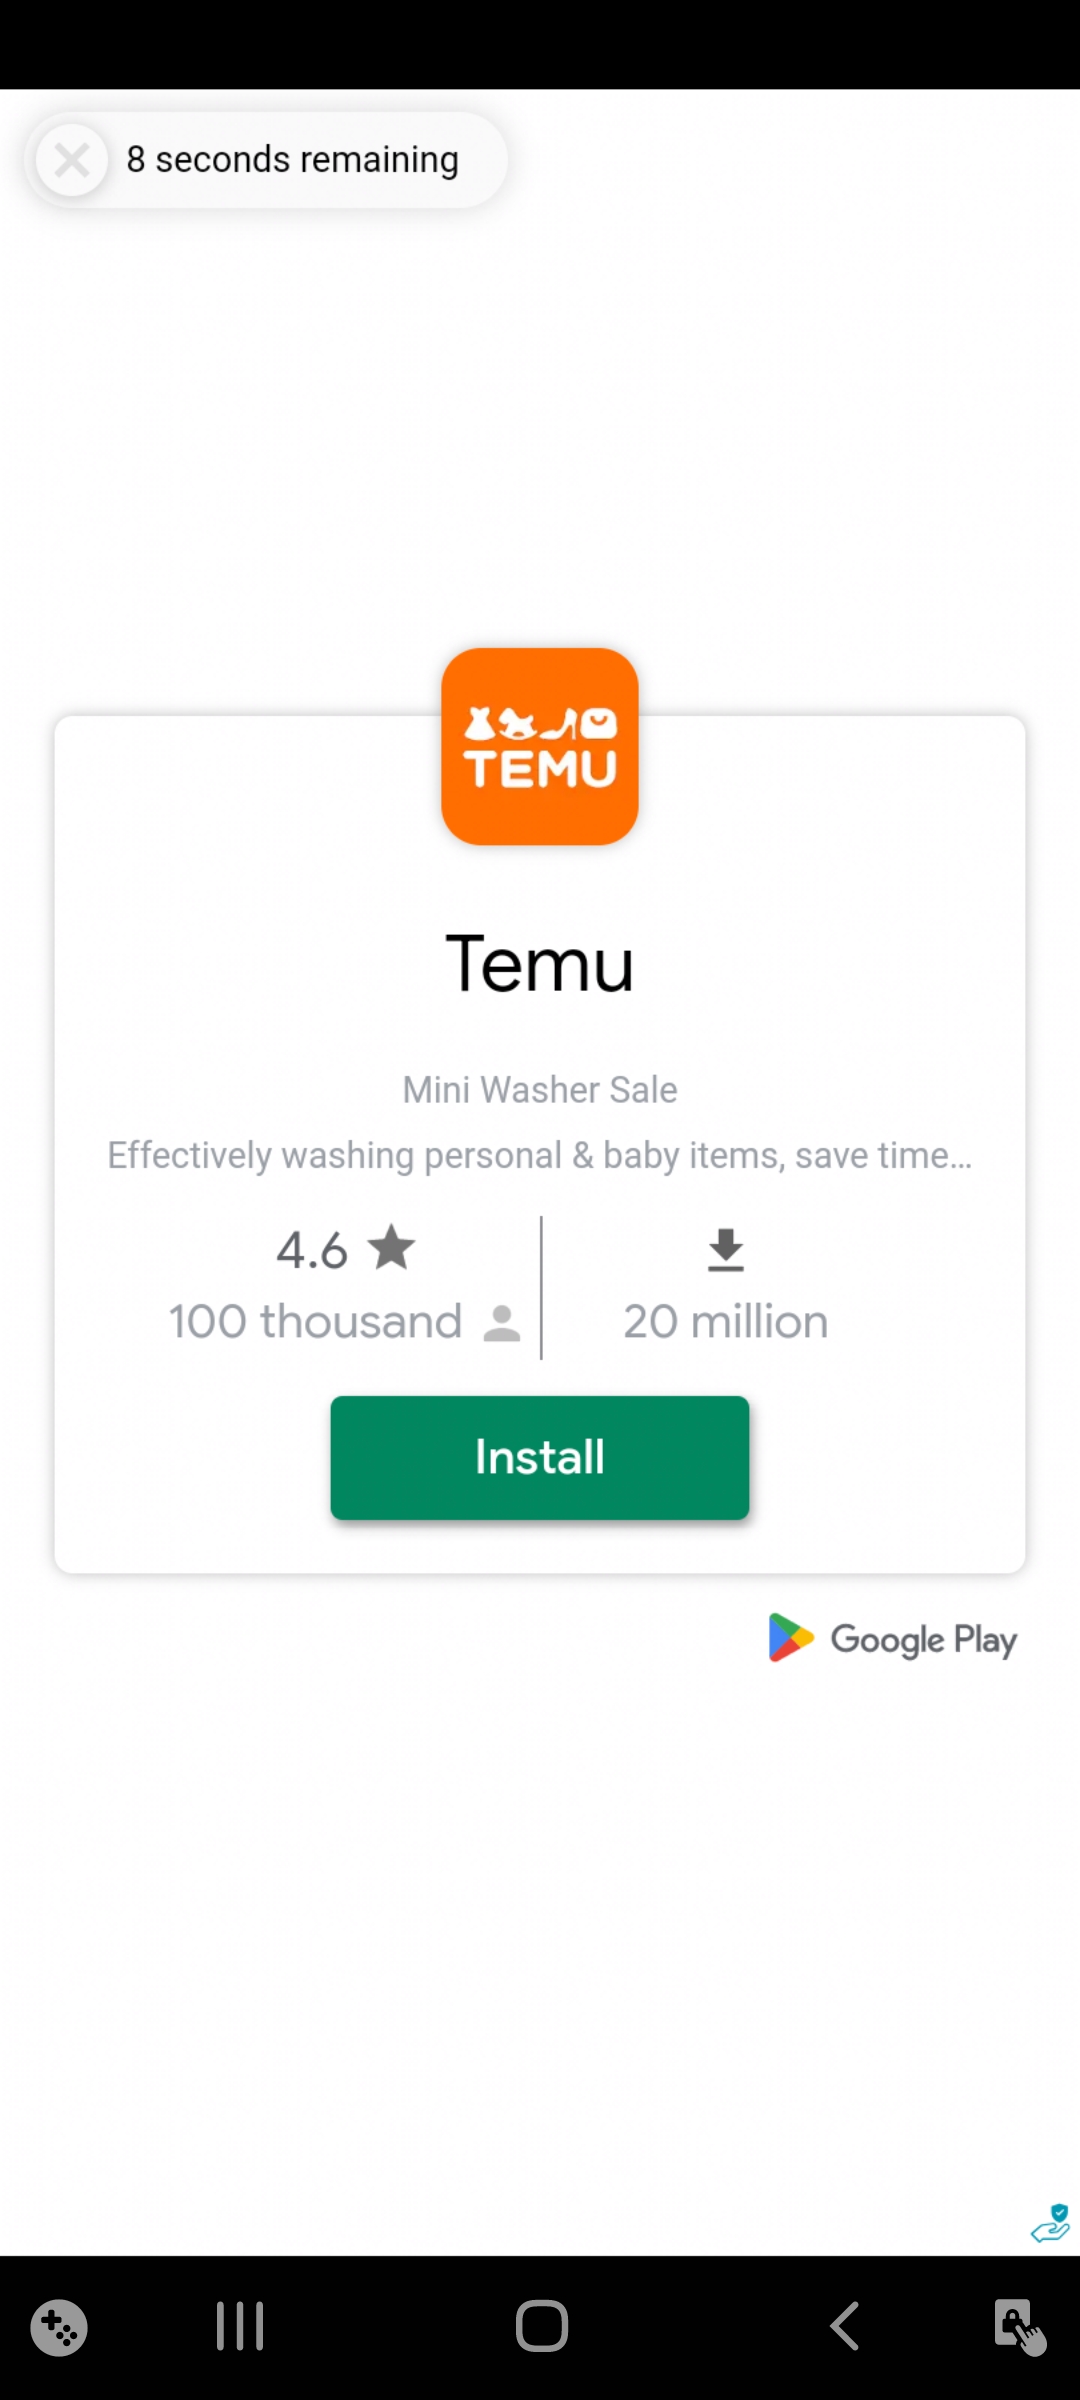 8 seconds remaining
TEMU
Temu
Mini Washer Sale
Effectively washing personal & baby items, save time...
4.6
100 thousand
20 million
Install
Google Play